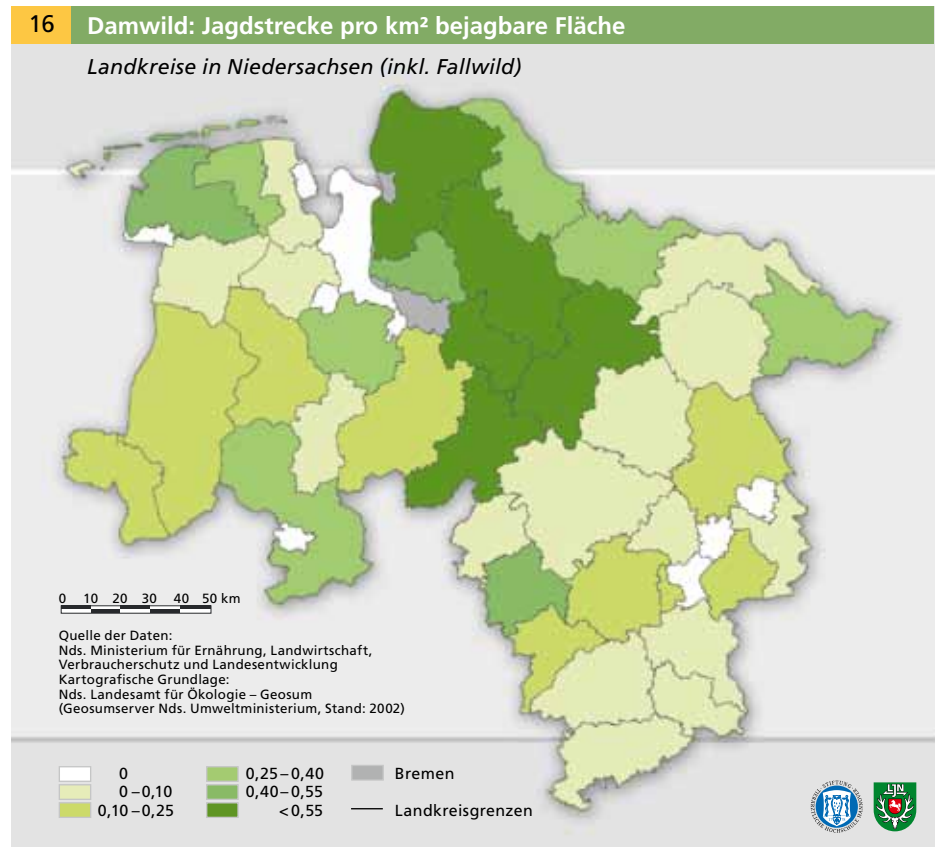 16 Damwild: Jagdstrecke pro km² bejagbare Fläche
Landkreise in Niedersachsen (inkl. Fallwild)
0 10 20 30 40 50 km
Quelle der Daten:
Nds. Ministerium für Ernährung, Landwirtschaft,
Verbraucherschutz und Landesentwicklung
Kartografische Grundlage:
Nds. Landesamt für Ökologie – Geosum
(Geosumserver Nds. Umweltministerium, Stand: 2002)
0
0–0,10
0,10–0,25
0,25–0,40
0,40–0,55
<0,55
Bremen
Landkreisgrenzen
LJN